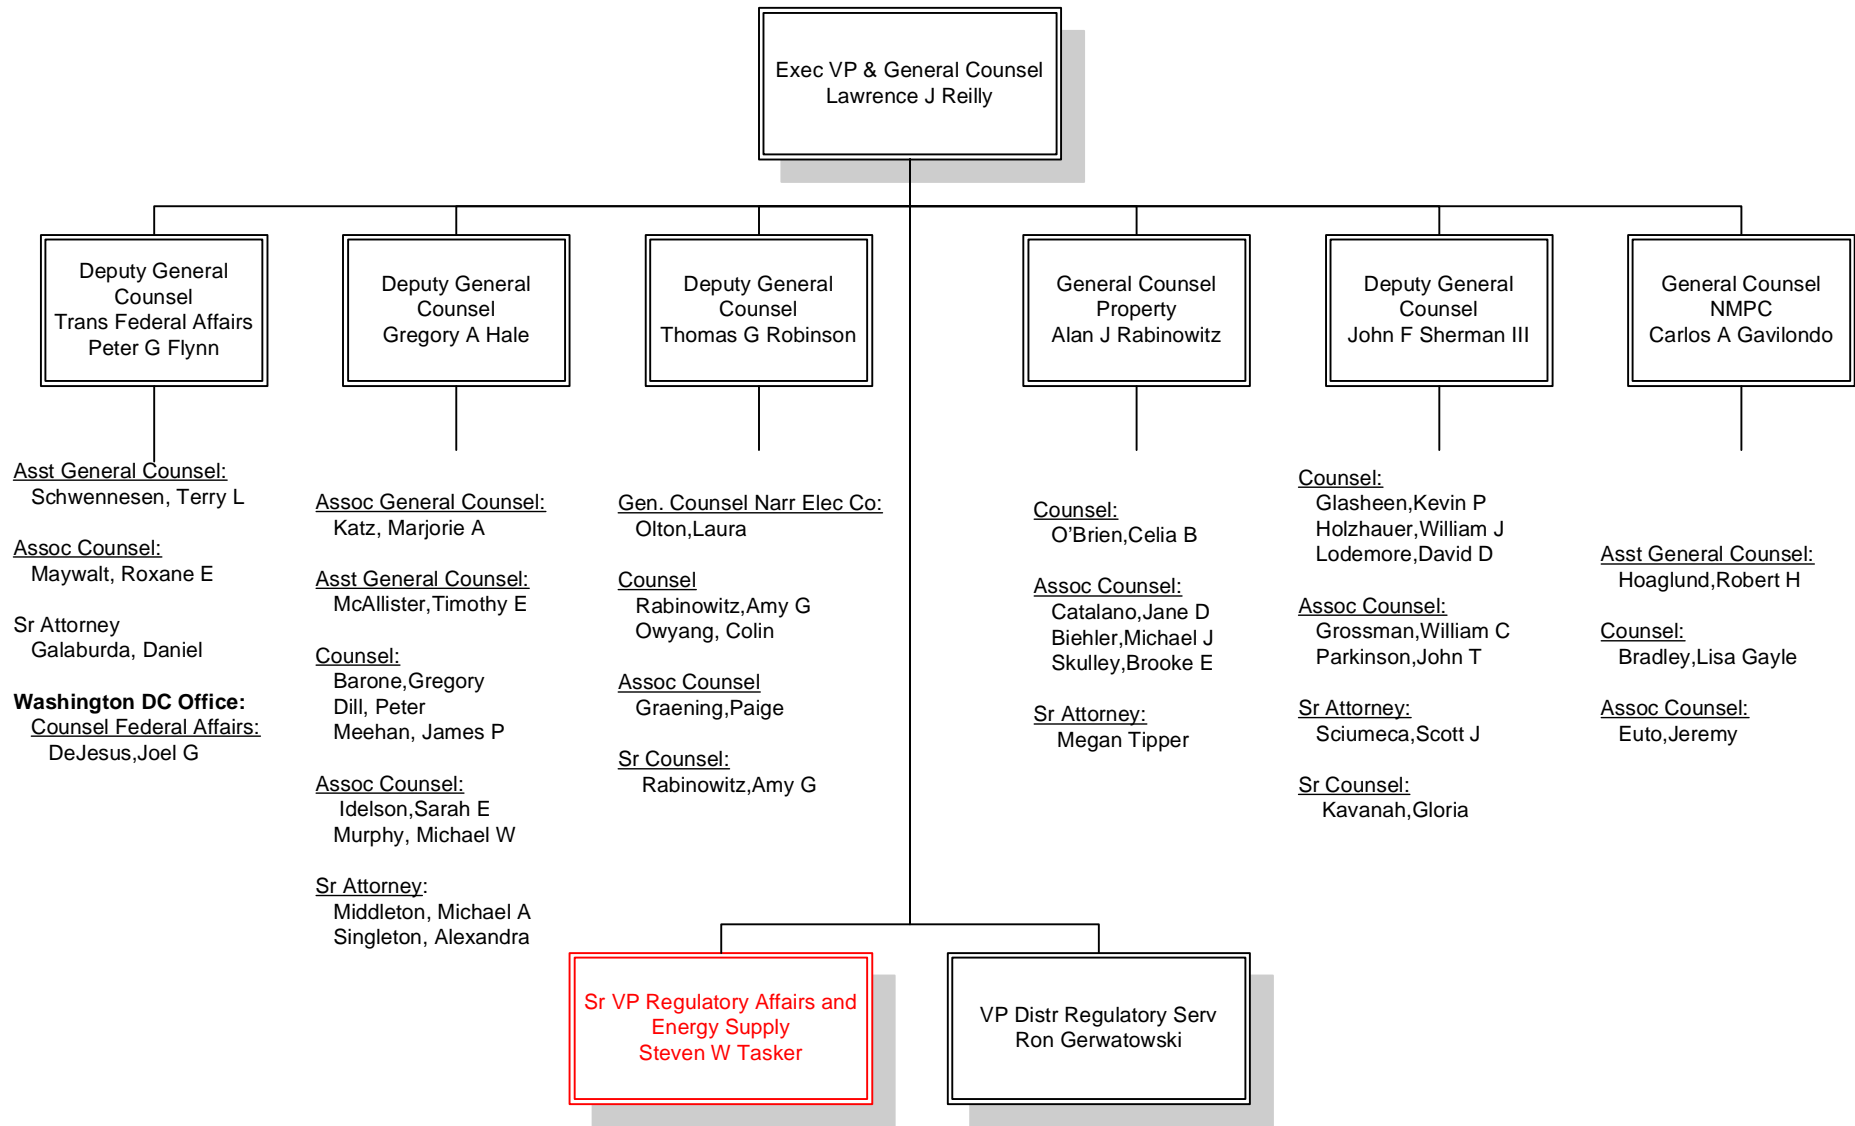 Exec VP & General Counsel
Lawrence J Reilly
Deputy General
Counsel
Trans Federal Affairs
Peter G Flynn
Deputy General
Counsel
Gregory A Hale
Deputy General
Counsel
Thomas G Robinson
General Counsel
Property
Alan J Rabinowitz
Deputy General
Counsel
John F Sherman III
General Counsel
NMPC
Carlos A Gavilondo
Asst General Counsel:
Schwennesen, Terry L
Assoc Counsel:
Maywalt, Roxane E
Sr Attorney
Galaburda, Daniel
Washington DC Office:
Counsel Federal Affairs:
DeJesus,Joel G
Assoc General Counsel:
Katz, Marjorie A
Asst General Counsel:
McAllister,Timothy E
Counsel:
Barone,Gregory
Dill, Peter
Meehan, James P
Assoc Counsel:
Idelson,Sarah E
Murphy, Michael W
Sr Attorney:
Middleton, Michael A
Singleton, Alexandra
Gen. Counsel Narr Elec Co:
Olton,Laura
Counsel
Rabinowitz,Amy G
Owyang, Colin
Assoc Counsel
Graening,Paige
Sr Counsel:
Rabinowitz,Amy G
Counsel:
O’Brien,Celia B
Assoc Counsel:
Catalano,Jane D
Biehler,Michael J
Skulley,Brooke E
Sr Attorney:
Megan Tipper
Counsel:
Glasheen,Kevin P
Holzhauer,William J
Lodemore,David D
Assoc Counsel:
Grossman,William C
Parkinson,John T
Sr Attorney:
Sciumeca,Scott J
Sr Counsel:
Kavanah,Gloria
Asst General Counsel:
Hoaglund,Robert H
Counsel:
Bradley,Lisa Gayle
Assoc Counsel:
Euto,Jeremy
Sr VP Regulatory Affairs and
Energy Supply
Steven W Tasker
VP Distr Regulatory Serv
Ron Gerwatowski